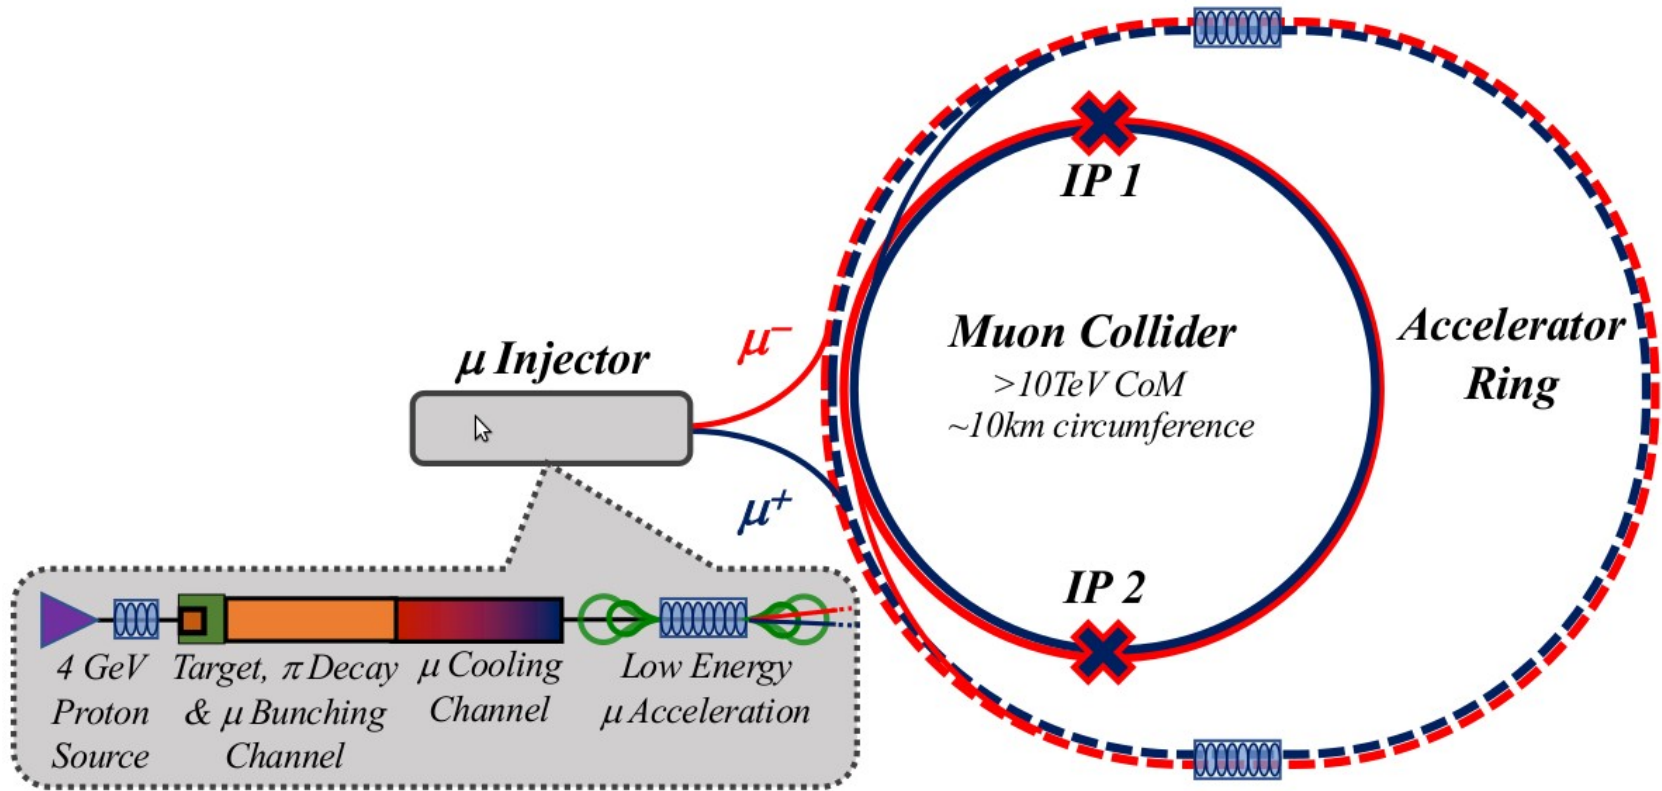 IP 1
μ⁻
μ Injector
Muon Collider
>10TeV CoM
~10km circumference
Accelerator
Ring
μ⁺
IP 2
4 GeV
Proton
Source
Target, π Decay
& μ Bunching
Channel
μ Cooling
Channel
Low Energy
μ Acceleration